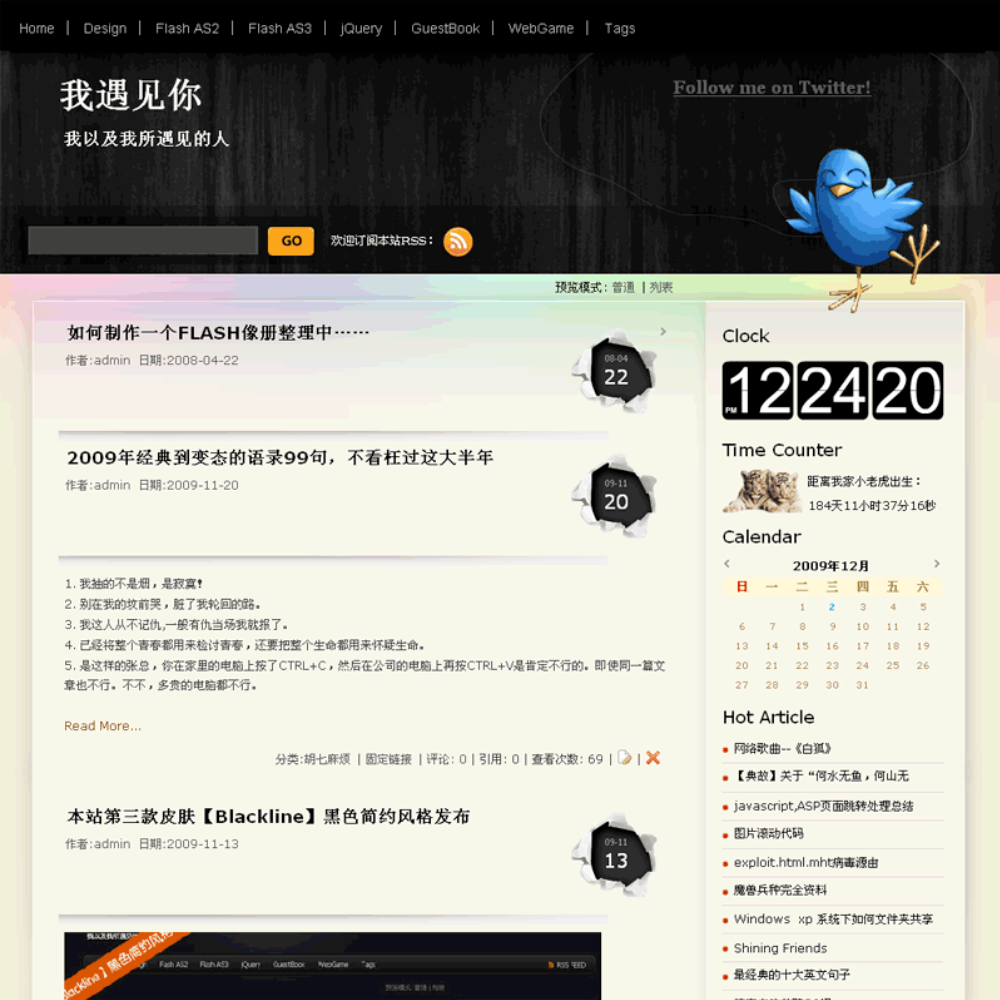 Home | Design | Flash AS2 | Flash AS3 | jQuery | GuestBook | WebGame | Tags
我遇见你
Follow me on Twitter!
我以及我所遇见的人
GO
欢迎订阅本站RSS：
预览模式: 普通 | 列表
如何制作一个FLASH像册整理中……
作者:admin 日期:2008-04-22
08-04
22
2009年经典到变态的语录99句，不看枉过这大半年
作者:admin 日期:2009-11-20
09-11
20
1. 我抽的不是烟，是寂寞!
2. 别在我的坟前哭，脏了我轮回的路。
3. 我这人从不记仇,一般有仇当场我就报了。
4. 已经将整个青春都用来检讨青春，还要把整个生命都用来怀疑生命。
5. 是这样的张总，你在家里的电脑上按了CTRL+C，然后在公司的电脑上再按CTRL+V是肯定不行的。即使同一篇文
章也不行。不不，多贵的电脑都不行。
Read More...
分类:胡七麻烦 | 固定链接 | 评论: 0 | 引用: 0 | 查看次数: 69 | |
本站第三款皮肤【Blackline】黑色简约风格发布
作者:admin 日期:2009-11-13
09-11
13
Flash AS2 Flash AS3 jQuery GuestBook WebGame Tags
RSS FEED
预览模式: 普通 | 列表
Clock
PM
12 24 20
Time Counter
距离我家小老虎出生：
184天11小时37分16秒
Calendar
2009年12月
日 一 二 三 四 五 六
1 2 3 4 5
6 7 8 9 10 11 12
13 14 15 16 17 18 19
20 21 22 23 24 25 26
27 28 29 30 31
Hot Article
网络歌曲--《白狐》
【典故】关于“何水无鱼，何山无
javascript,ASP页面跳转处理总结
图片滚动代码
exploit.html.mht病毒源由
魔兽兵种完全资料
Windows xp 系统下如何文件夹共享
Shining Friends
最经典的十大英文句子